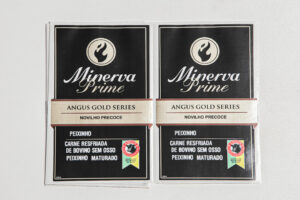 Minerva
Prime
ANGUS GOLD SERIES
NOVILHO PRECOCE
PEIXINHO
CARNE RESFRIADA
DE BOVINO SEM OSSO
PEIXINHO MATURADO
Minerva
Prime
ANGUS GOLD SERIES
NOVILHO PRECOCE
PEIXINHO
CARNE RESFRIADA
DE BOVINO SEM OSSO
PEIXINHO MATURADO